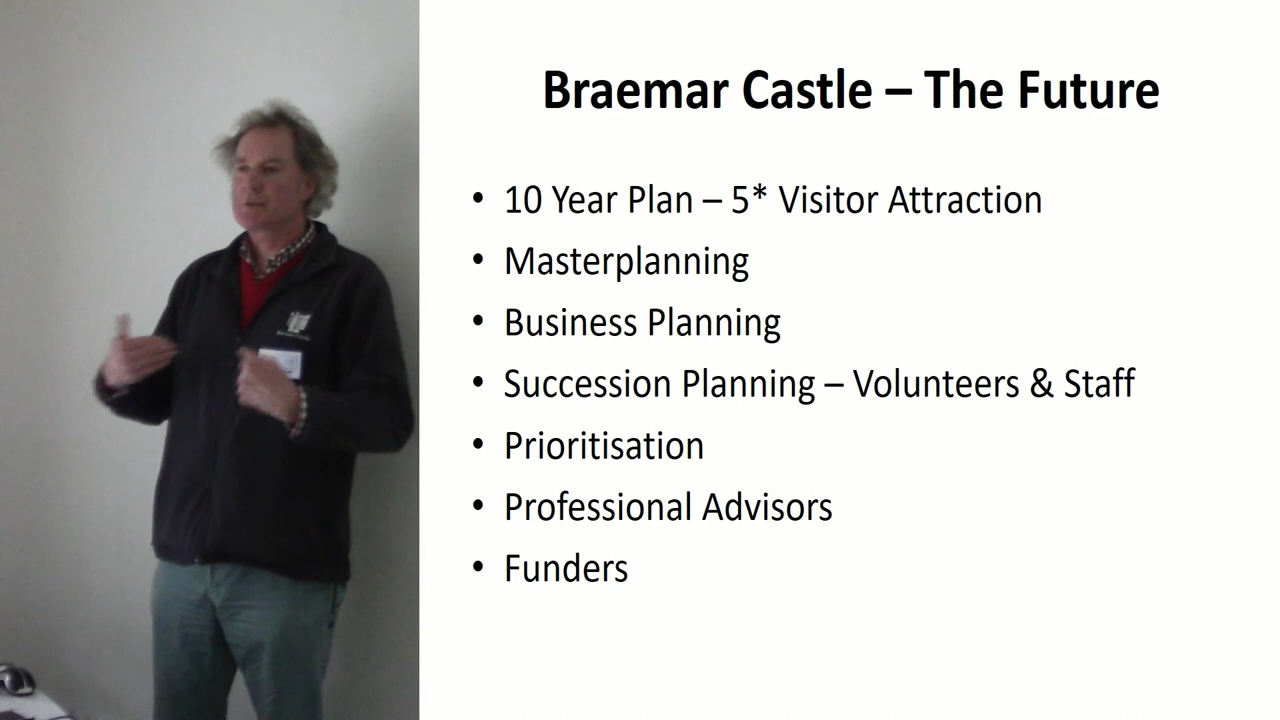 Braemar Castle – The Future
• 10 Year Plan – 5* Visitor Attraction
• Masterplanning
• Business Planning
• Succession Planning – Volunteers & Staff
• Prioritisation
• Professional Advisors
• Funders